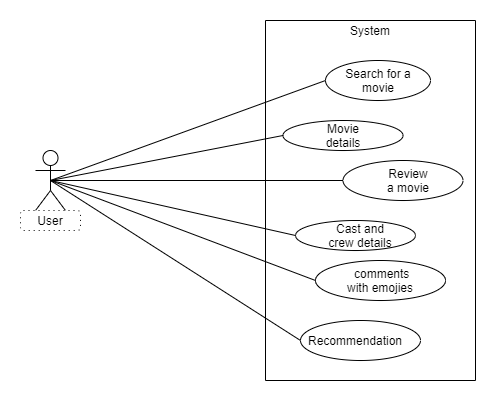 System
Search for a
movie
Movie
details
Review
a movie
User
Cast and
crew details
comments
with emojies
Recommendation